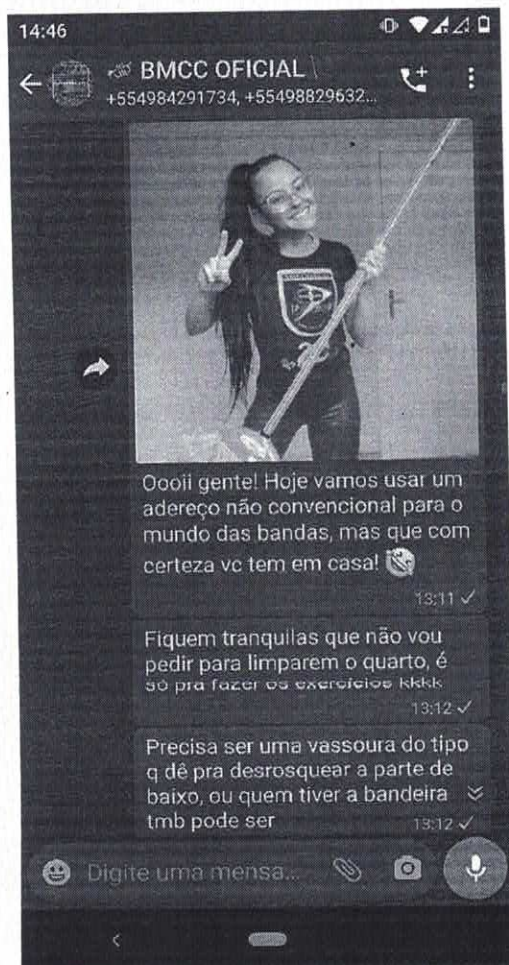 14:46
BMCC OFICIAL
+554984291734, +55498829632...
Oooii gente! Hoje vamos usar um
adereço não convencional para o
mundo das bandas, mas que com
certeza vc tem em casa!
13:11
Fiquem tranquilas que não vou
pedir para limparem o quarto, é
só pra fazer os exercícios kkkk
13:12
Precisa ser uma vassoura do tipo
q dê pra desrosquear a parte de
baixo, ou quem tiver a bandeira
tmb pode ser
13:12
Digite uma mensa...